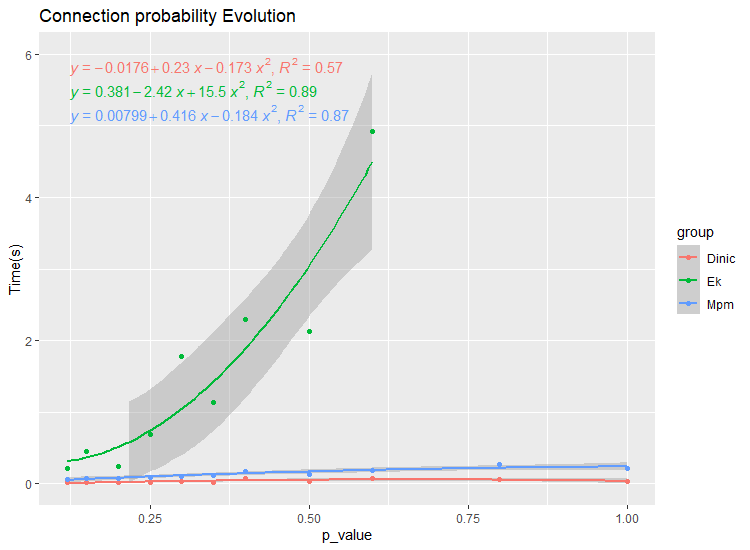 Connection probability Evolution
y = −0.0176 + 0.23 x − 0.173 x², R² = 0.57
y = 0.381 − 2.42 x + 15.5 x², R² = 0.89
y = 0.00799 + 0.416 x − 0.184 x², R² = 0.87
6
4
2
0
Time(s)
0.25 0.50 0.75 1.00
p_value
group
Dinic
Ek
Mpm